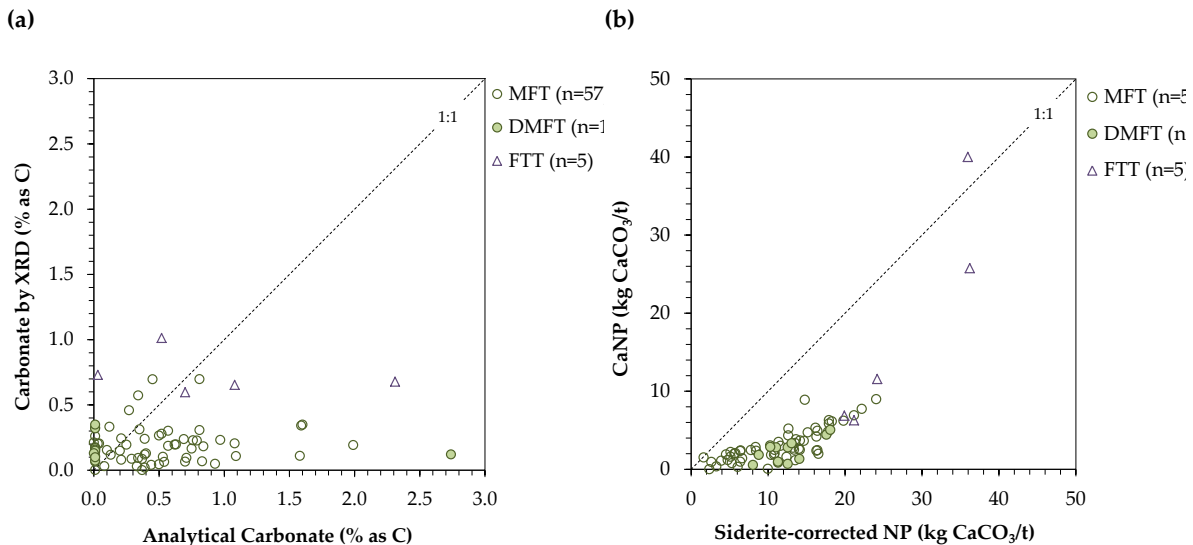 (a)
3.0
2.5
2.0
1.5
1.0
0.5
0.0
0.0 0.5 1.0 1.5 2.0 2.5 3.0
Carbonate by XRD (% as C)
Analytical Carbonate (% as C)
1:1
MFT (n=57
DMFT (n=1
FTT (n=5)
(b)
50
40
30
20
10
0
0 10 20 30 40 50
CaNP (kg CaCO₃/t)
Siderite-corrected NP (kg CaCO₃/t)
1:1
MFT (n=5
DMFT (n
FTT (n=5)